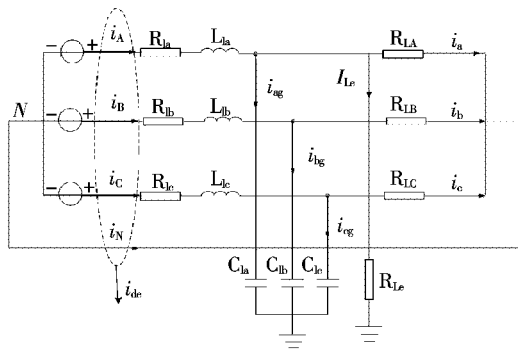 − + i_A R_la L_la R_LA i_a
i_ag I_Le
N − + i_B R_lb L_lb R_LB i_b
i_bg
− + i_C R_lc L_lc R_LC i_c
i_N i_cg
C_la C_lb C_lc R_Le
i_de